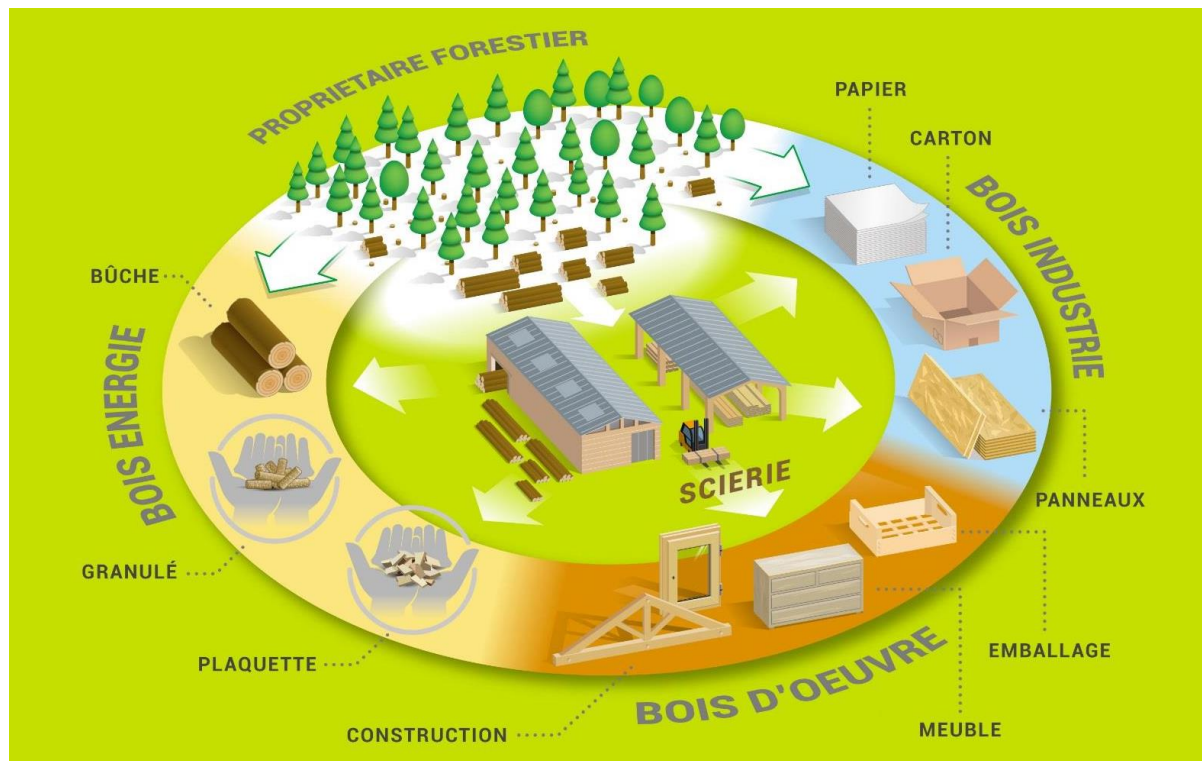 PROPRIETAIRE FORESTIER
PAPIER
CARTON
BOIS INDUSTRIE
BÛCHE
BOIS ENERGIE
SCIERIE
PANNEAUX
GRANULÉ
EMBALLAGE
PLAQUETTE
BOIS D'OEUVRE
CONSTRUCTION
MEUBLE